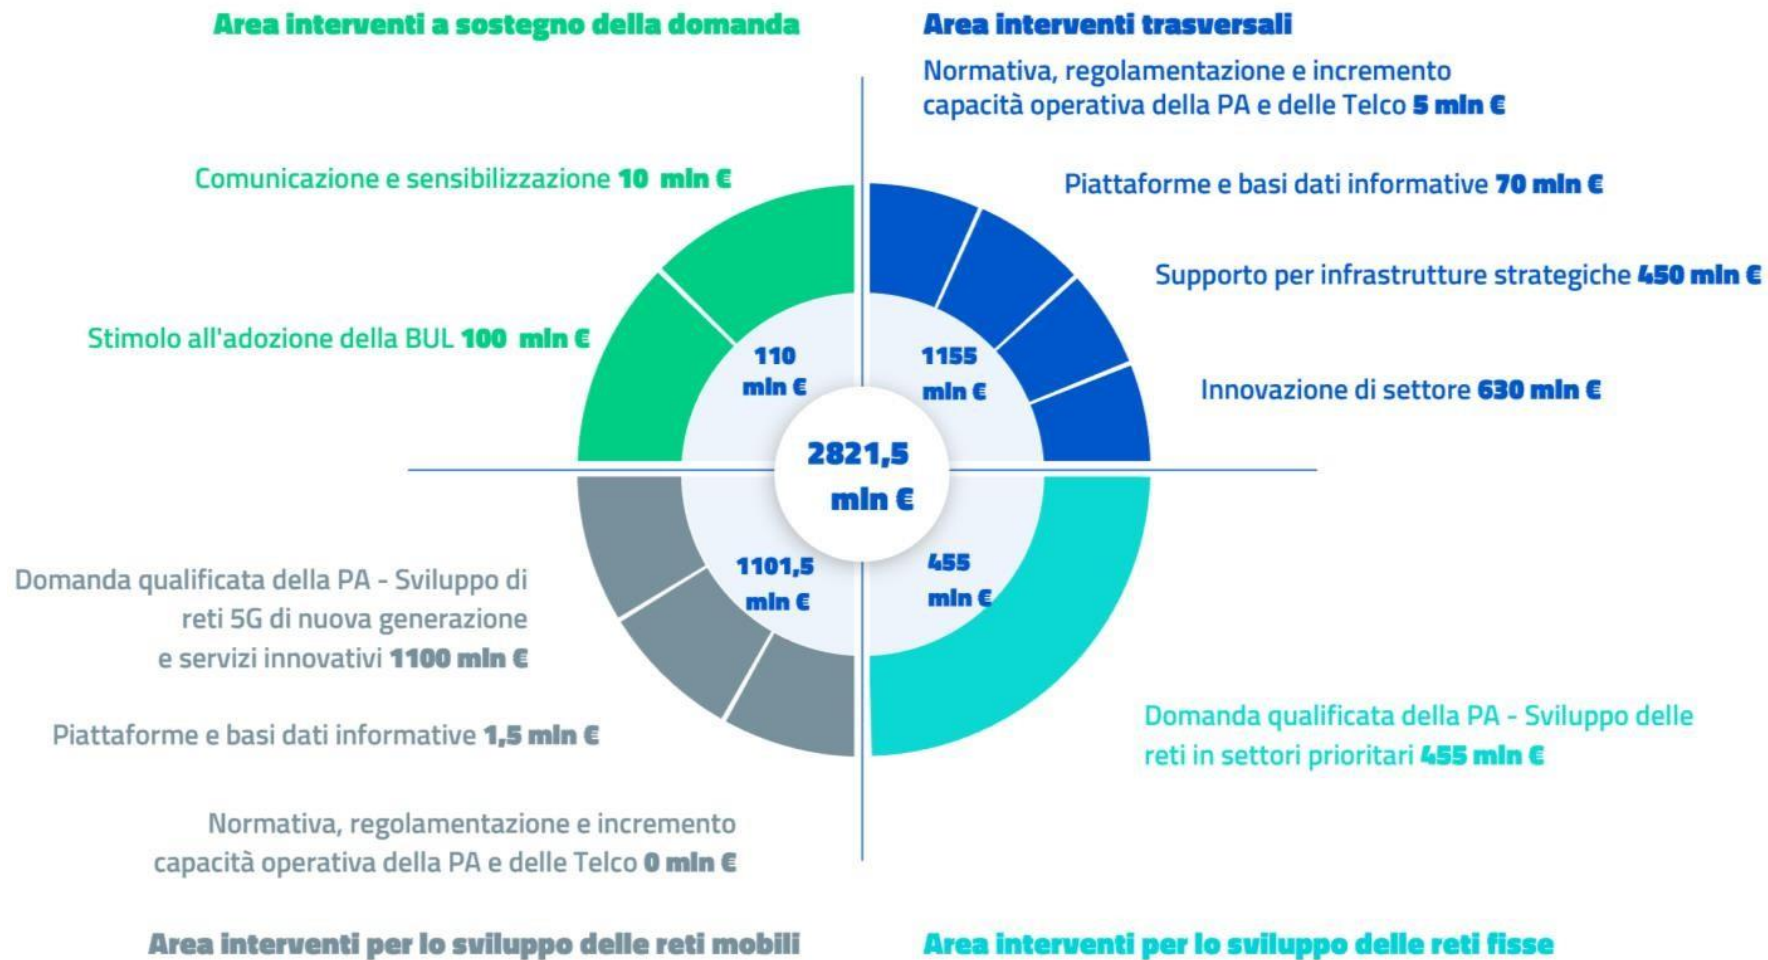 Area interventi a sostegno della domanda
Comunicazione e sensibilizzazione 10 mln €
Stimolo all'adozione della BUL 100 mln €
Area interventi trasversali
Normativa, regolamentazione e incremento
capacità operativa della PA e delle Telco 5 mln €
Piattaforme e basi dati informative 70 mln €
Supporto per infrastrutture strategiche 450 mln €
Innovazione di settore 630 mln €
110
mln €
1155
mln €
2821,5
mln €
1101,5
mln €
455
mln €
Domanda qualificata della PA - Sviluppo di
reti 5G di nuova generazione
e servizi innovativi 1100 mln €
Piattaforme e basi dati informative 1,5 mln €
Normativa, regolamentazione e incremento
capacità operativa della PA e delle Telco 0 mln €
Area interventi per lo sviluppo delle reti mobili
Domanda qualificata della PA - Sviluppo delle
reti in settori prioritari 455 mln €
Area interventi per lo sviluppo delle reti fisse